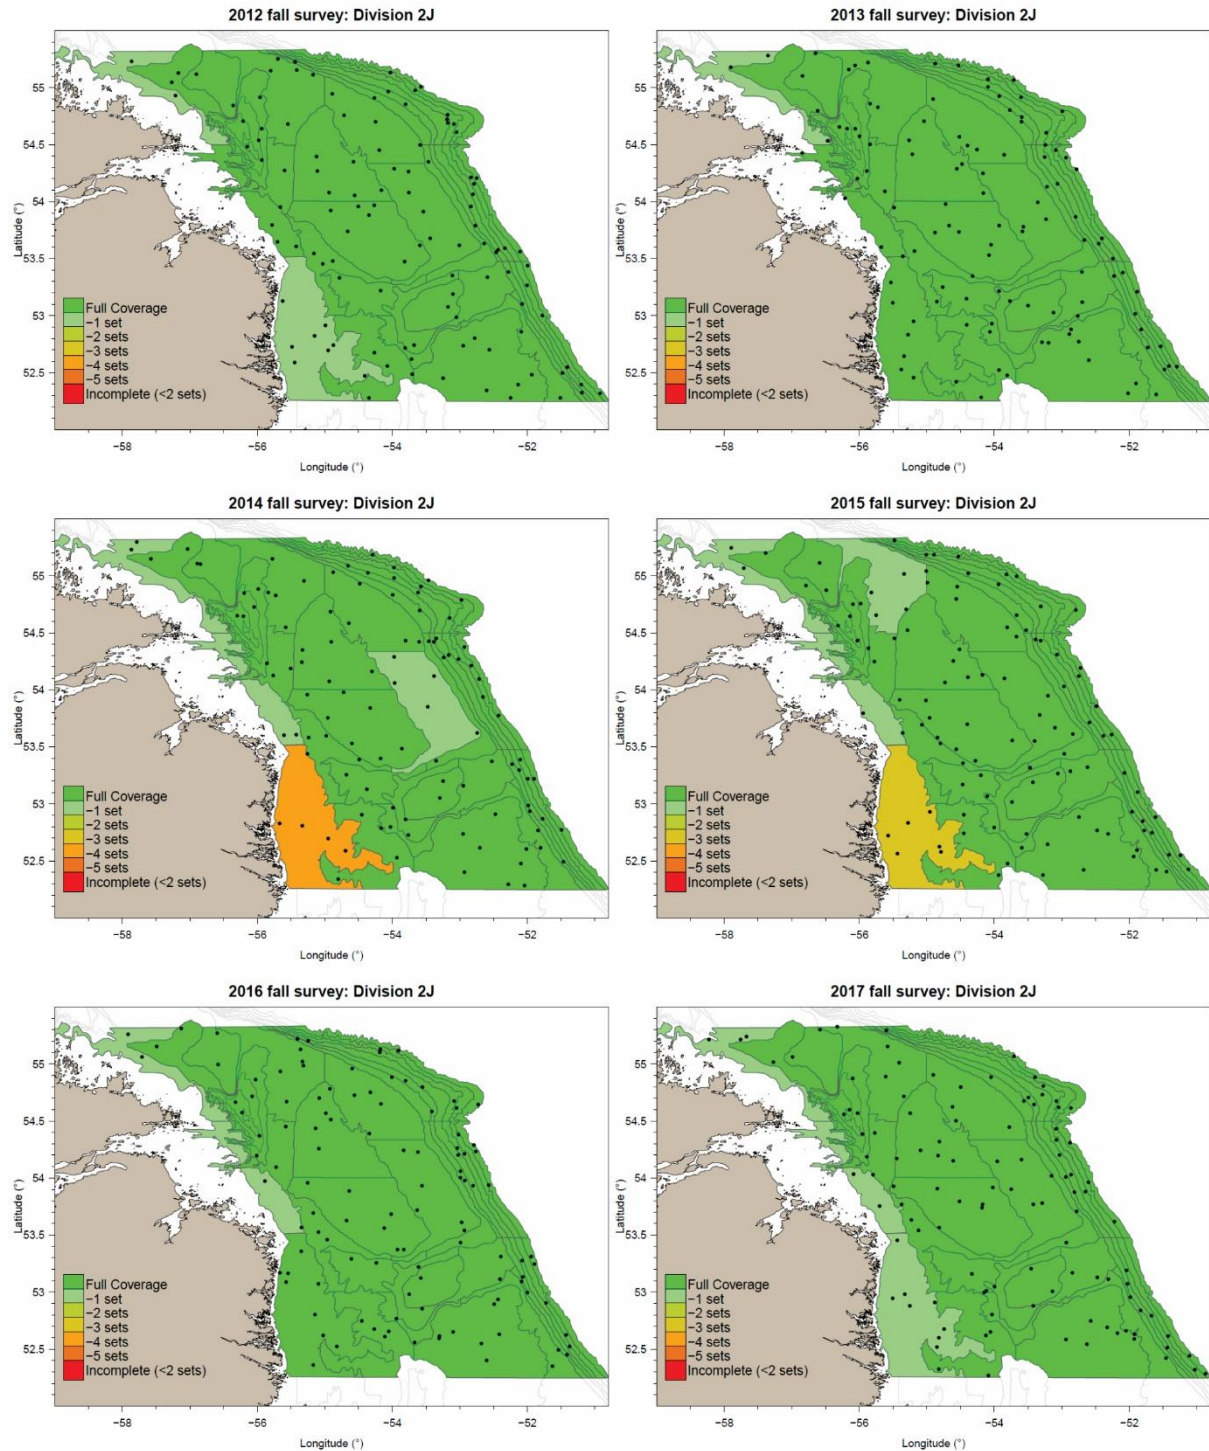 2012 fall survey: Division 2J
2013 fall survey: Division 2J
Latitude (°)
55
54.5
54
53.5
53
52.5
Full Coverage
−1 set
−2 sets
−3 sets
−4 sets
−5 sets
Incomplete (<2 sets)
−58
−56
−54
−52
Longitude (°)
Latitude (°)
55
54.5
54
53.5
53
52.5
Full Coverage
−1 set
−2 sets
−3 sets
−4 sets
−5 sets
Incomplete (<2 sets)
−58
−56
−54
−52
Longitude (°)
2014 fall survey: Division 2J
2015 fall survey: Division 2J
Latitude (°)
55
54.5
54
53.5
53
52.5
Full Coverage
−1 set
−2 sets
−3 sets
−4 sets
−5 sets
Incomplete (<2 sets)
−58
−56
−54
−52
Longitude (°)
Latitude (°)
55
54.5
54
53.5
53
52.5
Full Coverage
−1 set
−2 sets
−3 sets
−4 sets
−5 sets
Incomplete (<2 sets)
−58
−56
−54
−52
Longitude (°)
2016 fall survey: Division 2J
2017 fall survey: Division 2J
Latitude (°)
55
54.5
54
53.5
53
52.5
Full Coverage
−1 set
−2 sets
−3 sets
−4 sets
−5 sets
Incomplete (<2 sets)
−58
−56
−54
−52
Longitude (°)
Latitude (°)
55
54.5
54
53.5
53
52.5
Full Coverage
−1 set
−2 sets
−3 sets
−4 sets
−5 sets
Incomplete (<2 sets)
−58
−56
−54
−52
Longitude (°)